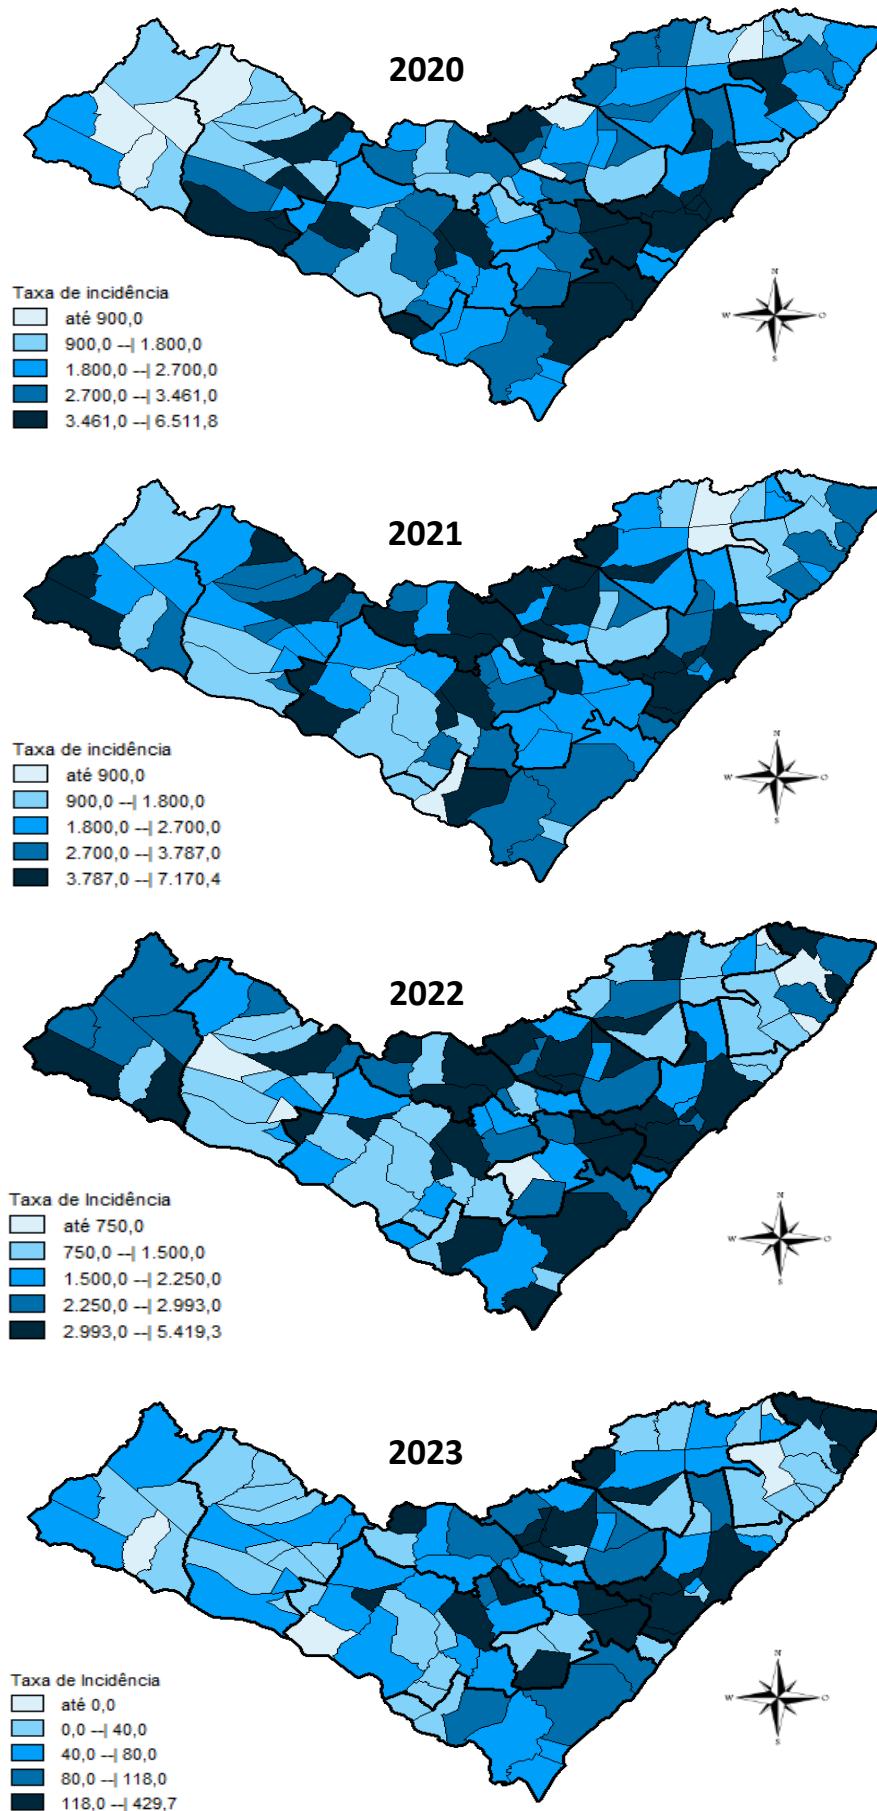 2020
Taxa de incidência
até 900,0
900,0 --| 1.800,0
1.800,0 --| 2.700,0
2.700,0 --| 3.461,0
3.461,0 --| 6.511,8
N
W O
S
2021
Taxa de incidência
até 900,0
900,0 --| 1.800,0
1.800,0 --| 2.700,0
2.700,0 --| 3.787,0
3.787,0 --| 7.170,4
N
W O
S
2022
Taxa de Incidência
até 750,0
750,0 --| 1.500,0
1.500,0 --| 2.250,0
2.250,0 --| 2.993,0
2.993,0 --| 5.419,3
N
W O
S
2023
Taxa de Incidência
até 0,0
0,0 --| 40,0
40,0 --| 80,0
80,0 --| 118,0
118,0 --| 429,7
N
W O
S